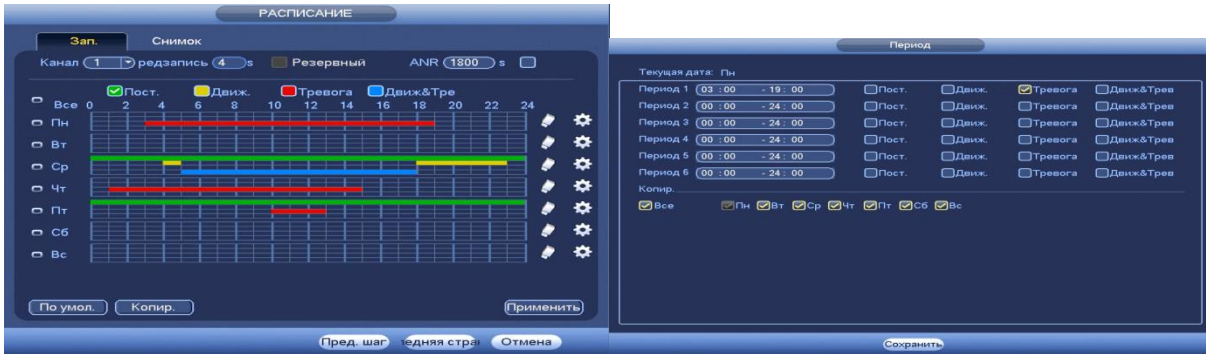 РАСПИСАНИЕ
Зап. Снимок
Канал 1 редзапись 4 s Резервный ANR 1800 s
Пост. Движ. Тревога Движ&Тре
Все 0 2 4 6 8 10 12 14 16 18 20 22 24
Пн
Вт
Ср
Чт
Пт
Сб
Вс
По умол. Копир. Применить
Пред. шаг едняя стра Отмена
Период
Текущая дата: Пн
Период 1 03 :00 - 19 : 00 Пост. Движ. Тревога Движ&Трев
Период 2 00 :00 - 24 : 00 Пост. Движ. Тревога Движ&Трев
Период 3 00 :00 - 24 : 00 Пост. Движ. Тревога Движ&Трев
Период 4 00 :00 - 24 : 00 Пост. Движ. Тревога Движ&Трев
Период 5 00 :00 - 24 : 00 Пост. Движ. Тревога Движ&Трев
Период 6 00 :00 - 24 : 00 Пост. Движ. Тревога Движ&Трев
Копир.
Все Пн Вт Ср Чт Пт Сб Вс
Сохранить